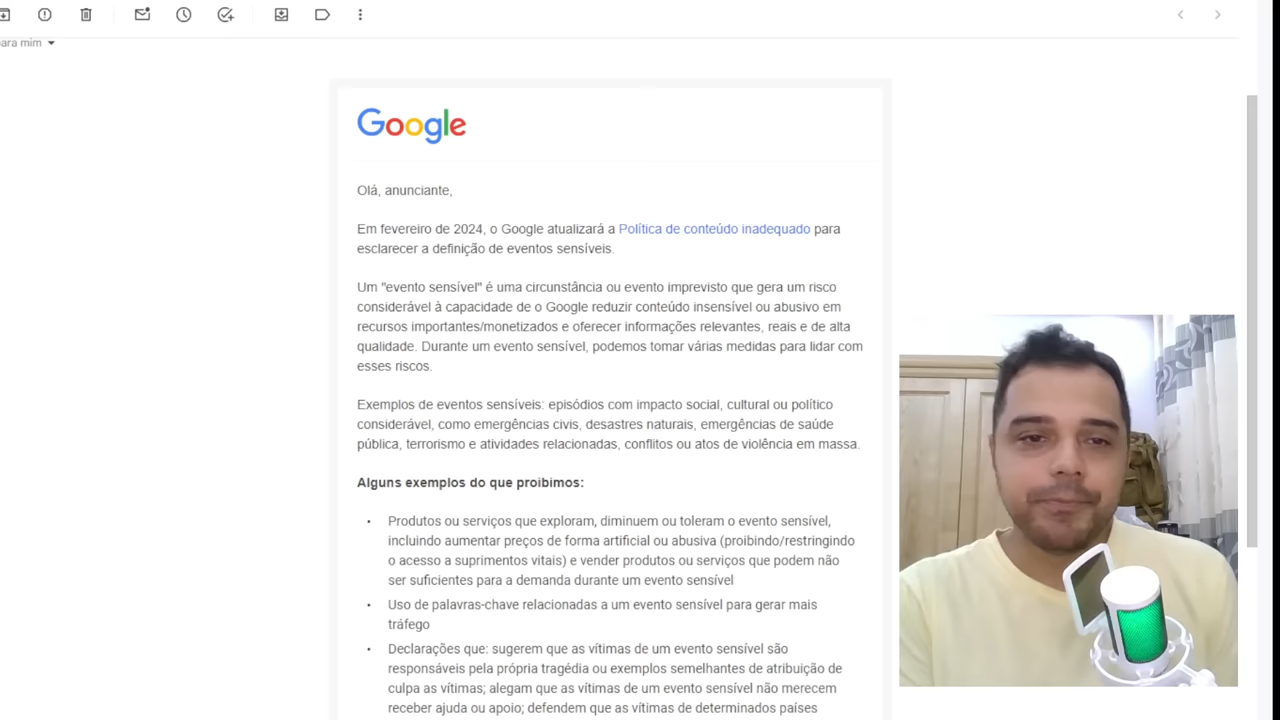 para mim
Google
Olá, anunciante,
Em fevereiro de 2024, o Google atualizará a Política de conteúdo inadequado para
esclarecer a definição de eventos sensíveis.
Um "evento sensível" é uma circunstância ou evento imprevisto que gera um risco
considerável à capacidade de o Google reduzir conteúdo insensível ou abusivo em
recursos importantes/monetizados e oferecer informações relevantes, reais e de alta
qualidade. Durante um evento sensível, podemos tomar várias medidas para lidar com
esses riscos.
Exemplos de eventos sensíveis: episódios com impacto social, cultural ou político
considerável, como emergências civis, desastres naturais, emergências de saúde
pública, terrorismo e atividades relacionadas, conflitos ou atos de violência em massa.
Alguns exemplos do que proibimos:
• Produtos ou serviços que exploram, diminuem ou toleram o evento sensível,
incluindo aumentar preços de forma artificial ou abusiva (proibindo/restringindo
o acesso a suprimentos vitais) e vender produtos ou serviços que podem não
ser suficientes para a demanda durante um evento sensível
• Uso de palavras-chave relacionadas a um evento sensível para gerar mais
tráfego
• Declarações que: sugerem que as vítimas de um evento sensível são
responsáveis pela própria tragédia ou exemplos semelhantes de atribuição de
culpa as vítimas; alegam que as vítimas de um evento sensível não merecem
receber ajuda ou apoio; defendem que as vítimas de determinados países